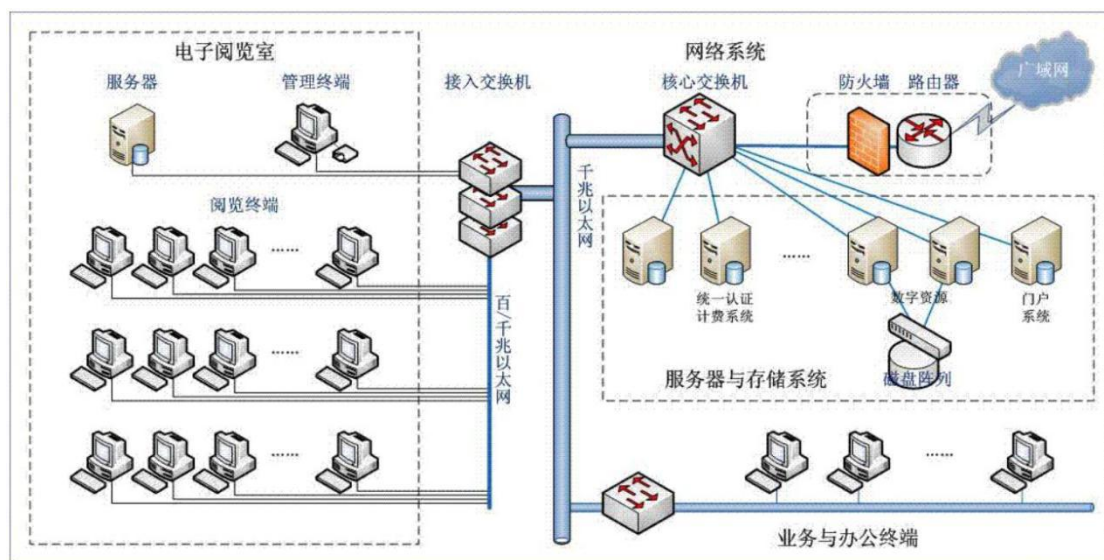 电子阅览室
网络系统
服务器
管理终端
接入交换机
核心交换机
防火墙
路由器
广域网
阅览终端
千兆以太网
百/千兆以太网
……
……
……
……
统一认证
计费系统
数字资源
门户
系统
磁盘阵列
服务器与存储系统
……
业务与办公终端